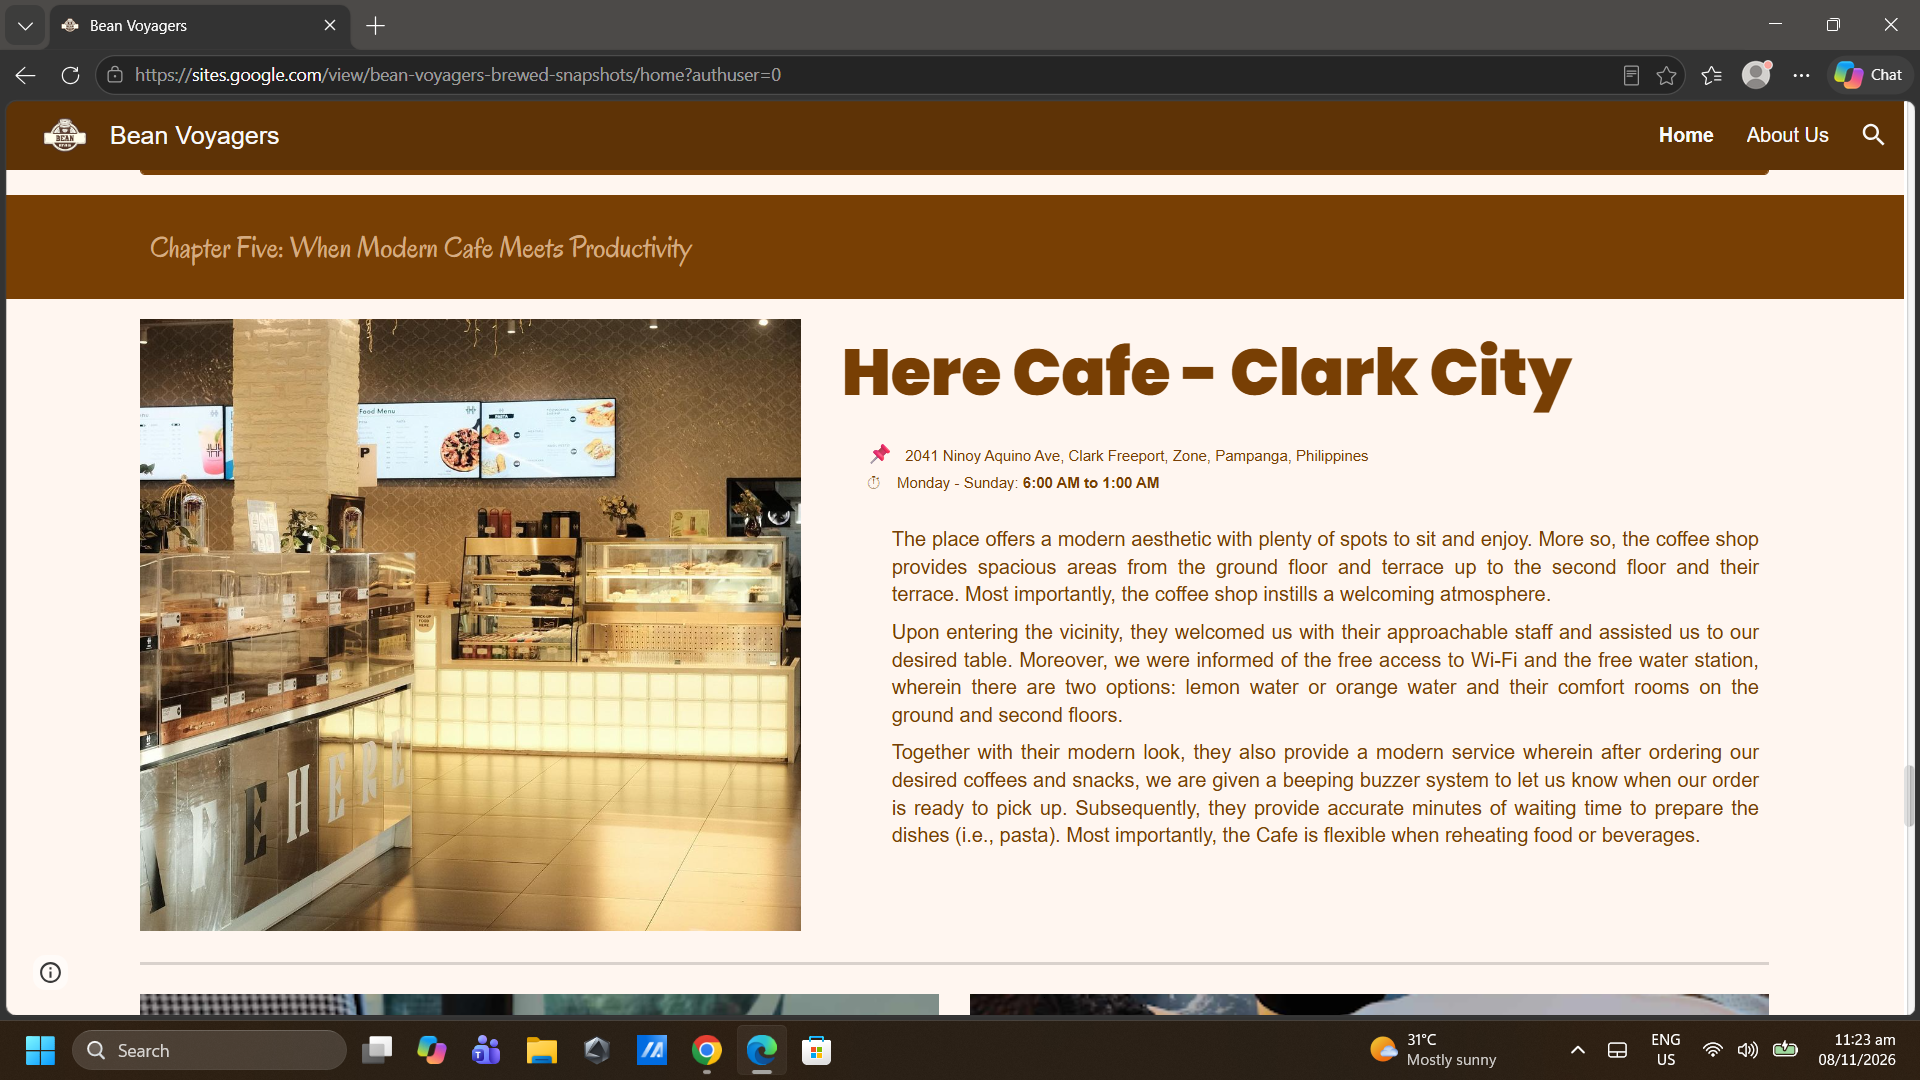 Bean Voyagers
https://sites.google.com/view/bean-voyagers-brewed-snapshots/home?authuser=0
Chat
BEAN
Bean Voyagers
Home
About Us
Chapter Five: When Modern Cafe Meets Productivity
Food Menu
PASTA
P
HERE
Here Cafe – Clark City
2041 Ninoy Aquino Ave, Clark Freeport, Zone, Pampanga, Philippines
Monday - Sunday: 6:00 AM to 1:00 AM
The place offers a modern aesthetic with plenty of spots to sit and enjoy. More so, the coffee shop
provides spacious areas from the ground floor and terrace up to the second floor and their
terrace. Most importantly, the coffee shop instills a welcoming atmosphere.
Upon entering the vicinity, they welcomed us with their approachable staff and assisted us to our
desired table. Moreover, we were informed of the free access to Wi-Fi and the free water station,
wherein there are two options: lemon water or orange water and their comfort rooms on the
ground and second floors.
Together with their modern look, they also provide a modern service wherein after ordering our
desired coffees and snacks, we are given a beeping buzzer system to let us know when our order
is ready to pick up. Subsequently, they provide accurate minutes of waiting time to prepare the
dishes (i.e., pasta). Most importantly, the Cafe is flexible when reheating food or beverages.
Search
31°C
Mostly sunny
ENG
US
11:23 am
08/11/2026